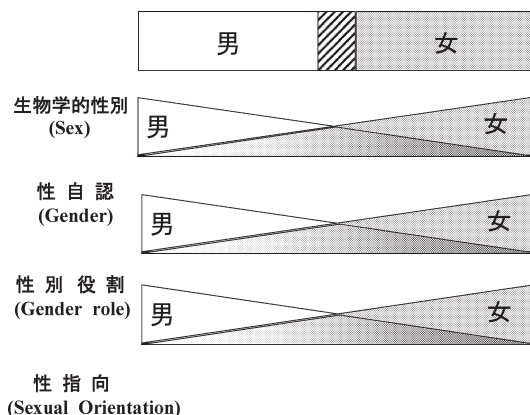 男 女
生物学的性別
(Sex)
男 女
性自認
(Gender)
男 女
性別役割
(Gender role)
男 女
性指向
(Sexual Orientation)